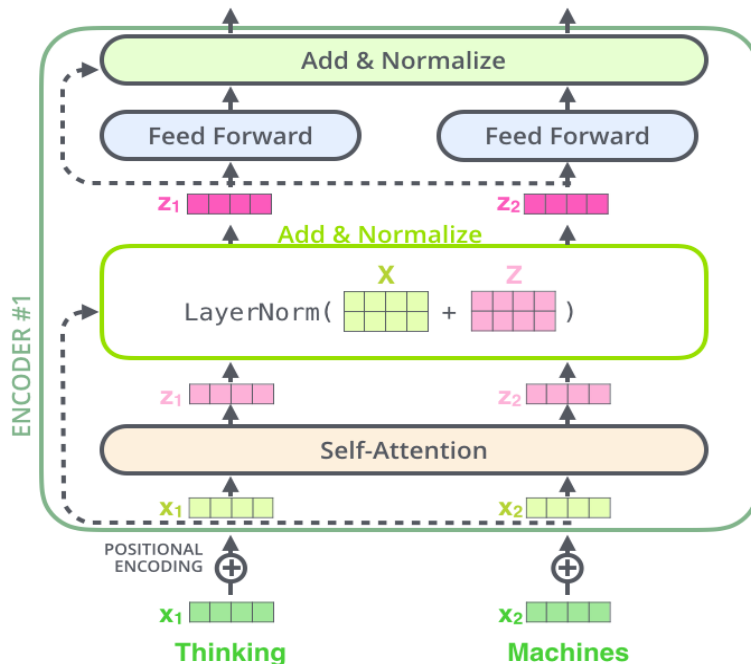 Add & Normalize
Feed Forward
Feed Forward
z₁
z₂
Add & Normalize
X
Z
LayerNorm( + )
ENCODER #1
z₁
z₂
Self-Attention
x₁
x₂
POSITIONAL
ENCODING
x₁
x₂
Thinking
Machines